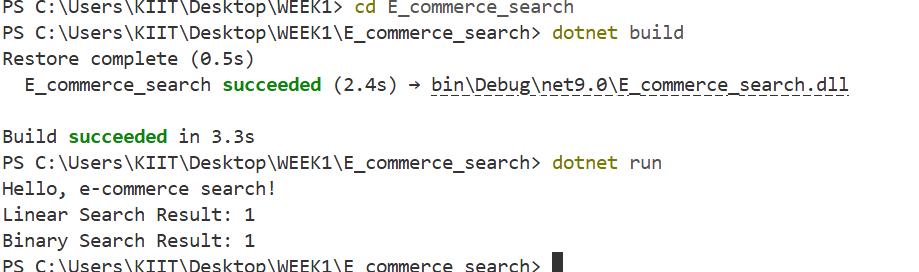 PS C:\Users\KIIT\Desktop\WEEK1> cd E_commerce_search
PS C:\Users\KIIT\Desktop\WEEK1\E_commerce_search> dotnet build
Restore complete (0.5s)
  E_commerce_search succeeded (2.4s) → bin\Debug\net9.0\E_commerce_search.dll

Build succeeded in 3.3s
PS C:\Users\KIIT\Desktop\WEEK1\E_commerce_search> dotnet run
Hello, e-commerce search!
Linear Search Result: 1
Binary Search Result: 1
PS C:\Users\KIIT\Desktop\WEEK1\E_commerce_search>